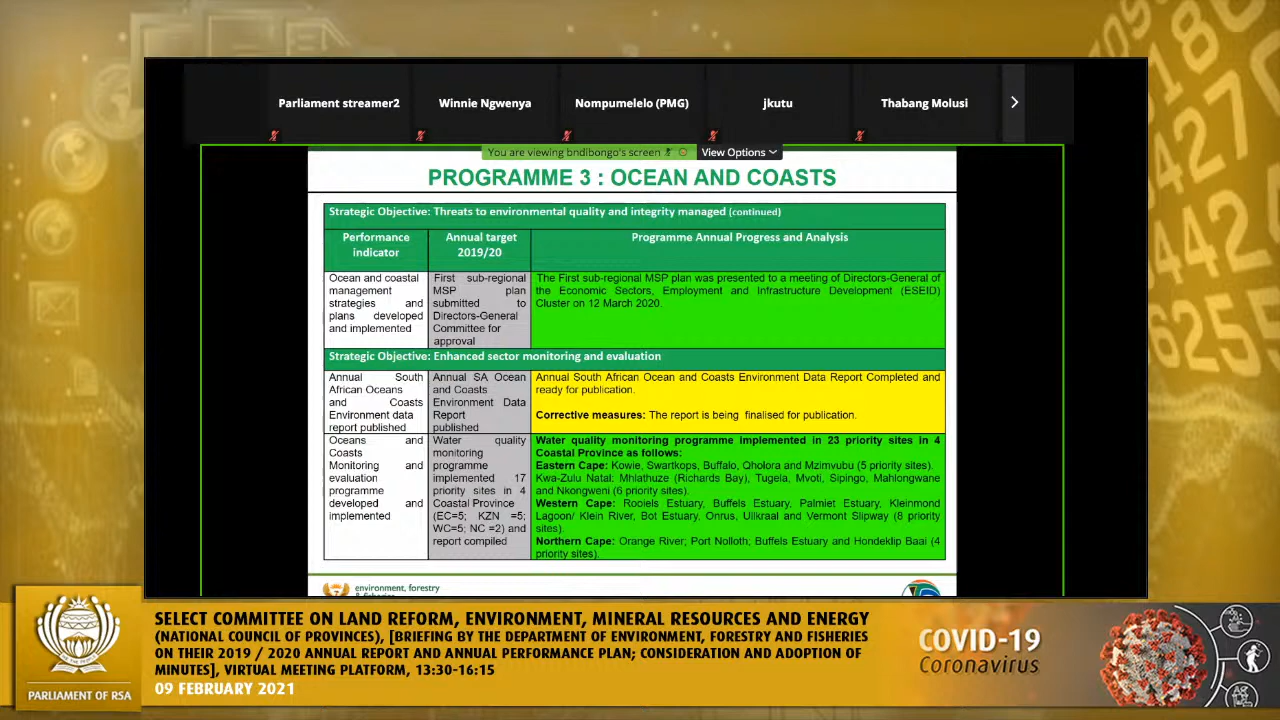 Parliament streamer2
Winnie Ngwenya
Nompumelelo (PMG)
jkutu
Thabang Molusi
You are viewing bndibongo's screen
View Options
PROGRAMME 3 : OCEAN AND COASTS
Strategic Objective: Threats to environmental quality and integrity managed (continued)
Performance
indicator
Annual target
2019/20
Programme Annual Progress and Analysis
Ocean and coastal
management
strategies and
plans developed
and implemented
First sub-regional
MSP plan
submitted to
Directors-General
Committee for
approval
The First sub-regional MSP plan was presented to a meeting of Directors-General of
the Economic Sectors, Employment and Infrastructure Development (ESEID)
Cluster on 12 March 2020.
Strategic Objective: Enhanced sector monitoring and evaluation
Annual South
African Oceans
and Coasts
Environment data
report published
Annual SA Ocean
and Coasts
Environment Data
Report
published
Annual South African Ocean and Coasts Environment Data Report Completed and
ready for publication.
Corrective measures: The report is being finalised for publication.
Oceans and
Coasts
Monitoring and
evaluation
programme
developed and
implemented
Water quality
monitoring
programme
implemented 17
priority sites in 4
Coastal Province
(EC=5; KZN =5;
WC=5; NC =2) and
report compiled
Water quality monitoring programme implemented in 23 priority sites in 4
Coastal Province as follows:
Eastern Cape: Kowie, Swartkops, Buffalo, Qholora and Mzimvubu (5 priority sites).
Kwa-Zulu Natal: Mhlathuze (Richards Bay), Tugela, Mvoti, Sipingo, Mahlongwane
and Nkongweni (6 priority sites).
Western Cape: Rooiels Estuary, Buffels Estuary, Palmiet Estuary, Kleinmond
Lagoon/ Klein River, Bot Estuary, Onrus, Uilkraal and Vermont Slipway (8 priority
sites).
Northern Cape: Orange River; Port Nolloth; Buffels Estuary and Hondeklip Baai (4
priority sites).
environment, forestry
& fisheries
PARLIAMENT OF RSA
SELECT COMMITTEE ON LAND REFORM, ENVIRONMENT, MINERAL RESOURCES AND ENERGY
(NATIONAL COUNCIL OF PROVINCES), [BRIEFING BY THE DEPARTMENT OF ENVIRONMENT, FORESTRY AND FISHERIES
ON THEIR 2019 / 2020 ANNUAL REPORT AND ANNUAL PERFORMANCE PLAN; CONSIDERATION AND ADOPTION OF
MINUTES], VIRTUAL MEETING PLATFORM, 13:30-16:15
09 FEBRUARY 2021
COVID-19
Coronavirus